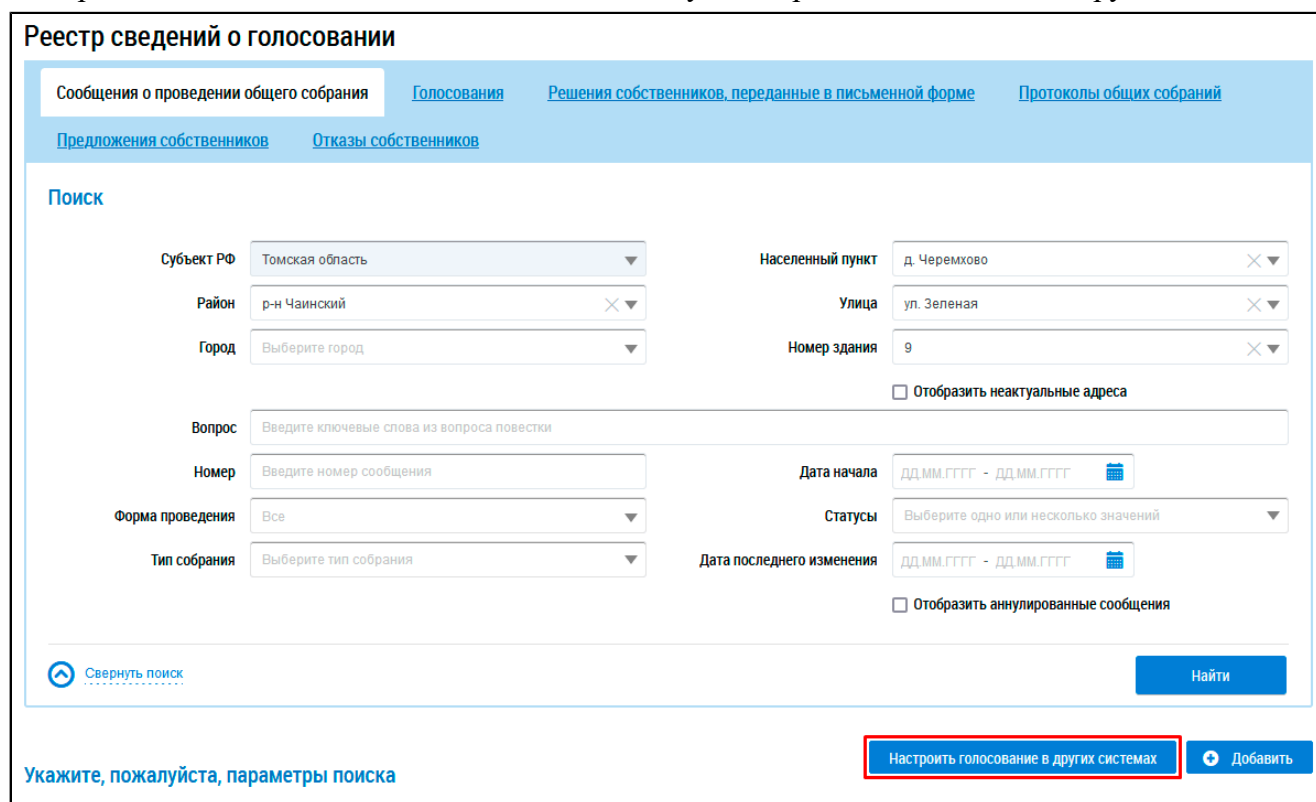 Реестр сведений о голосовании
Сообщения о проведении общего собрания Голосования Решения собственников, переданные в письменной форме Протоколы общих собраний
Предложения собственников Отказы собственников
Поиск
Субъект РФ Томская область Населенный пункт д. Черемхово
Район р-н Чаинский Улица ул. Зеленая
Город Выберите город Номер здания 9
Отобразить неактуальные адреса
Вопрос Введите ключевые слова из вопроса повестки
Номер Введите номер сообщения Дата начала ДД.ММ.ГГГГ - ДД.ММ.ГГГГ
Форма проведения Все Статусы Выберите одно или несколько значений
Тип собрания Выберите тип собрания Дата последнего изменения ДД.ММ.ГГГГ - ДД.ММ.ГГГГ
Отобразить аннулированные сообщения
Свернуть поиск Найти
Настроить голосование в других системах Добавить
Укажите, пожалуйста, параметры поиска